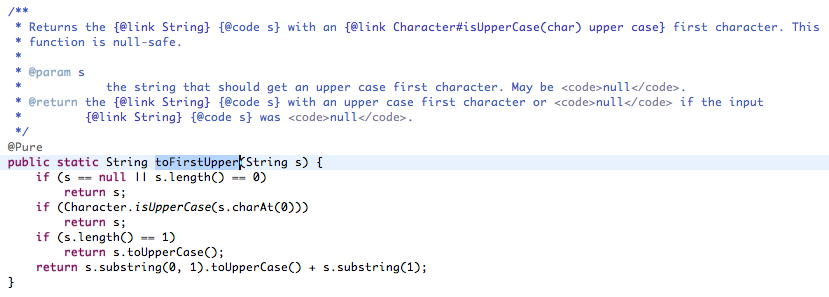 /**
 * Returns the {@link String} {@code s} with an {@link Character#isUpperCase(char) upper case} first character. This
 * function is null-safe.
 *
 * @param s
 *            the string that should get an upper case first character. May be <code>null</code>.
 * @return the {@link String} {@code s} with an upper case first character or <code>null</code> if the input
 *         {@link String} {@code s} was <code>null</code>.
 */
@Pure
public static String toFirstUpper(String s) {
    if (s == null || s.length() == 0)
        return s;
    if (Character.isUpperCase(s.charAt(0)))
        return s;
    if (s.length() == 1)
        return s.toUpperCase();
    return s.substring(0, 1).toUpperCase() + s.substring(1);
}